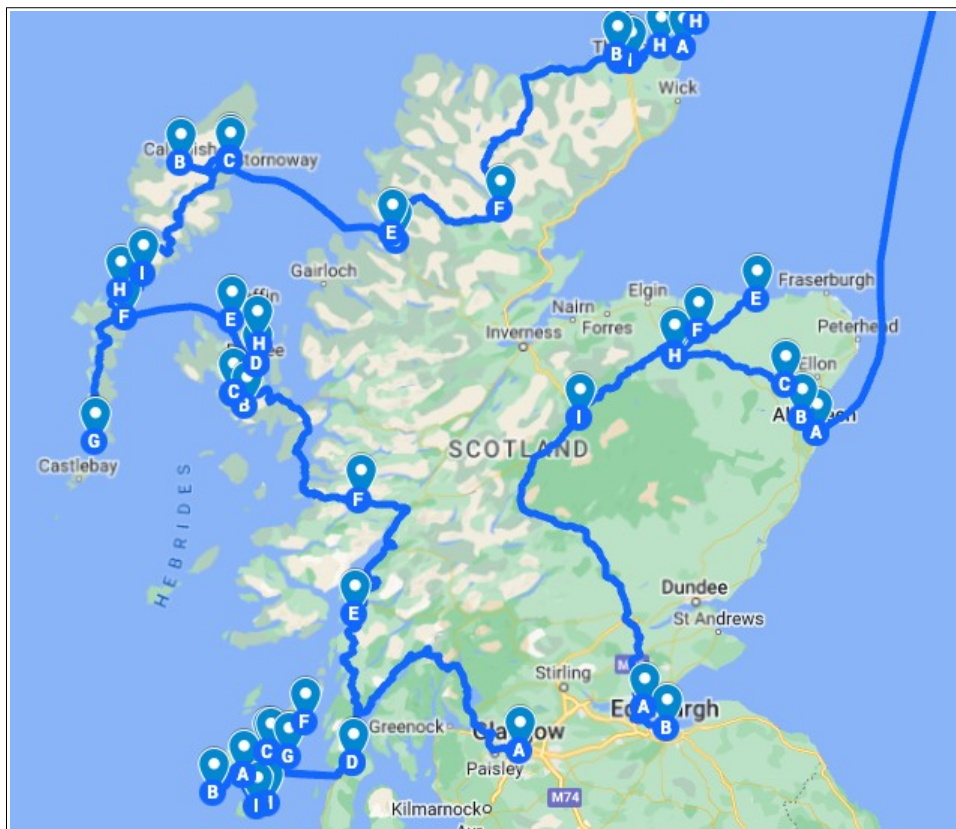 H
B
I
H
A
Wick
B
C
tornoway
F
E
I
H
Gairloch
F
E
H
D
C
B
G
Castlebay
HEBRIDES
Nairn
Elgin
Forres
Inverness
Fraserburgh
E
F
H
Peterhead
Ellon
C
B
A
I
SCOTLAND
F
E
Dundee
St Andrews
Stirling
A
B
Greenock
A
Paisley
M74
Kilmarnock
F
C
G
D
A
B
I
I